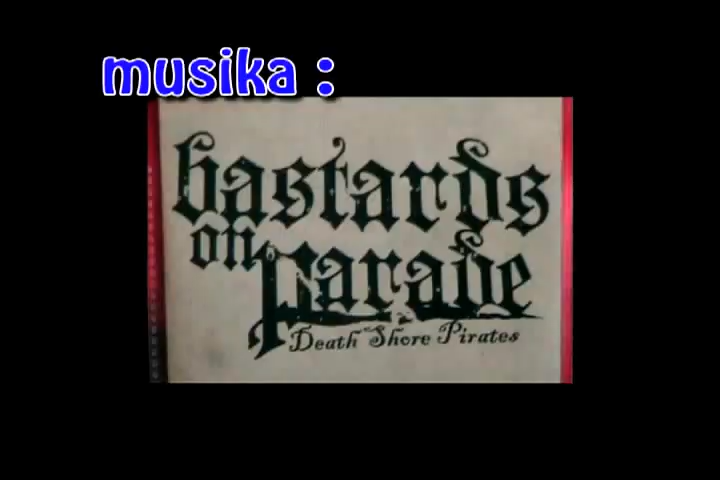 musika :
bastards
on Parade
Death Shore Pirates